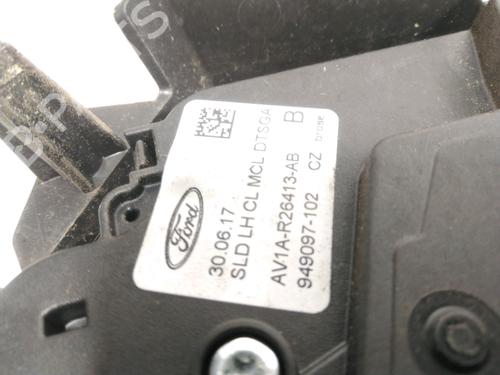 Ford
30.06.17
SLD LH CL MCL DTSGA
AV1A-R26413-AB
949097-102 CZ
B